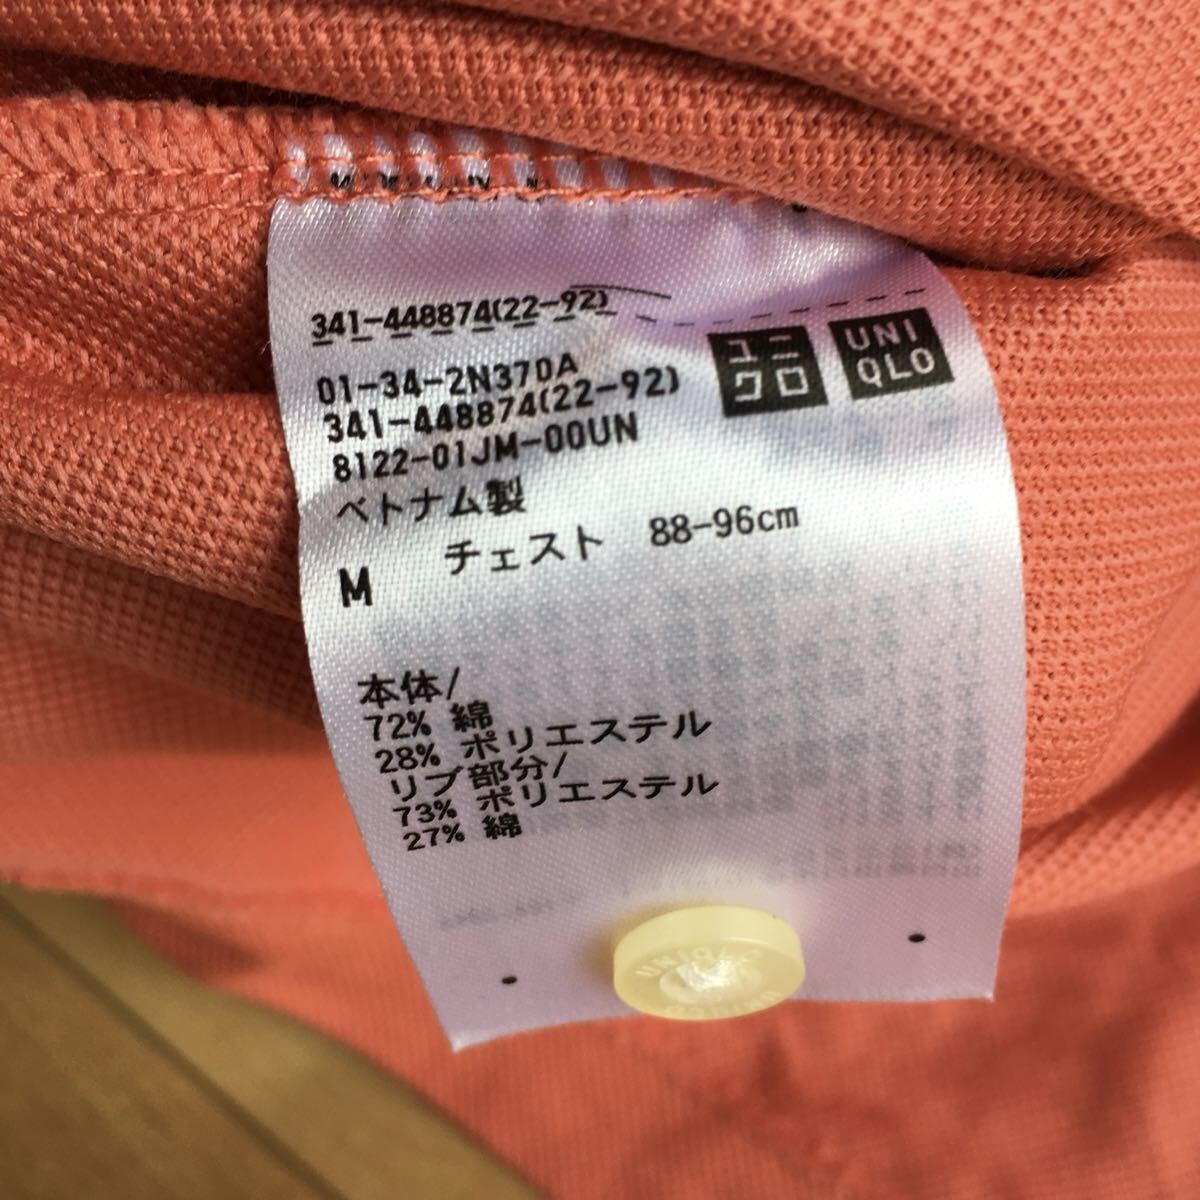 341-448874(22-92)
ユニ
クロ
UNI
QLO
01-34-2N370A
341-448874(22-92)
8122-01JM-00UN
ベトナム製
M チェスト 88-96cm
本体/
72% 綿
28% ポリエステル
リブ部分/
73% ポリエステル
27% 綿
UNIQLO